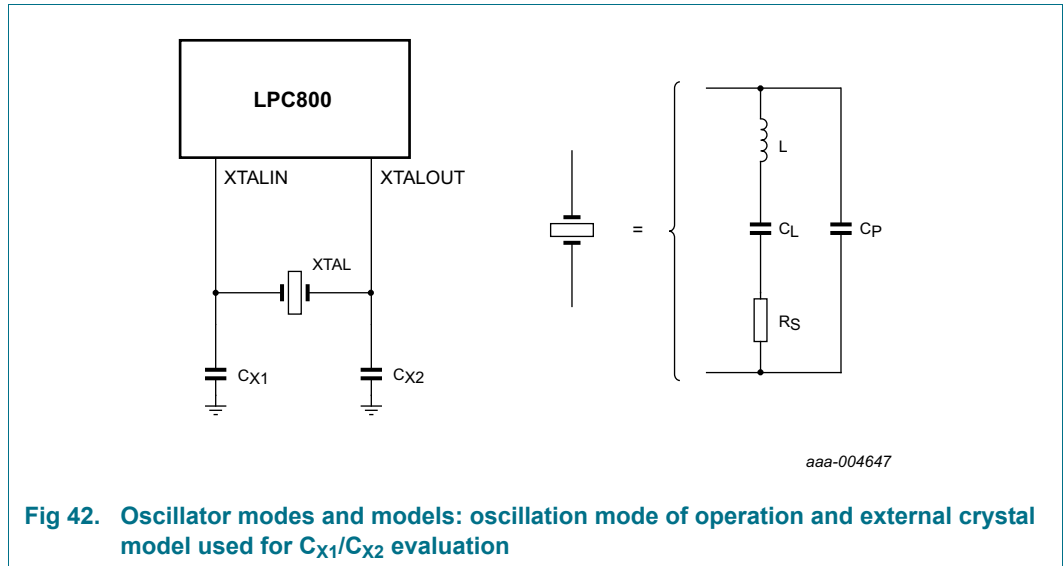 LPC800
XTALIN
XTALOUT
XTAL
CX1
CX2
=
L
CL
CP
RS
aaa-004647
Fig 42. Oscillator modes and models: oscillation mode of operation and external crystal
model used for CX1/CX2 evaluation